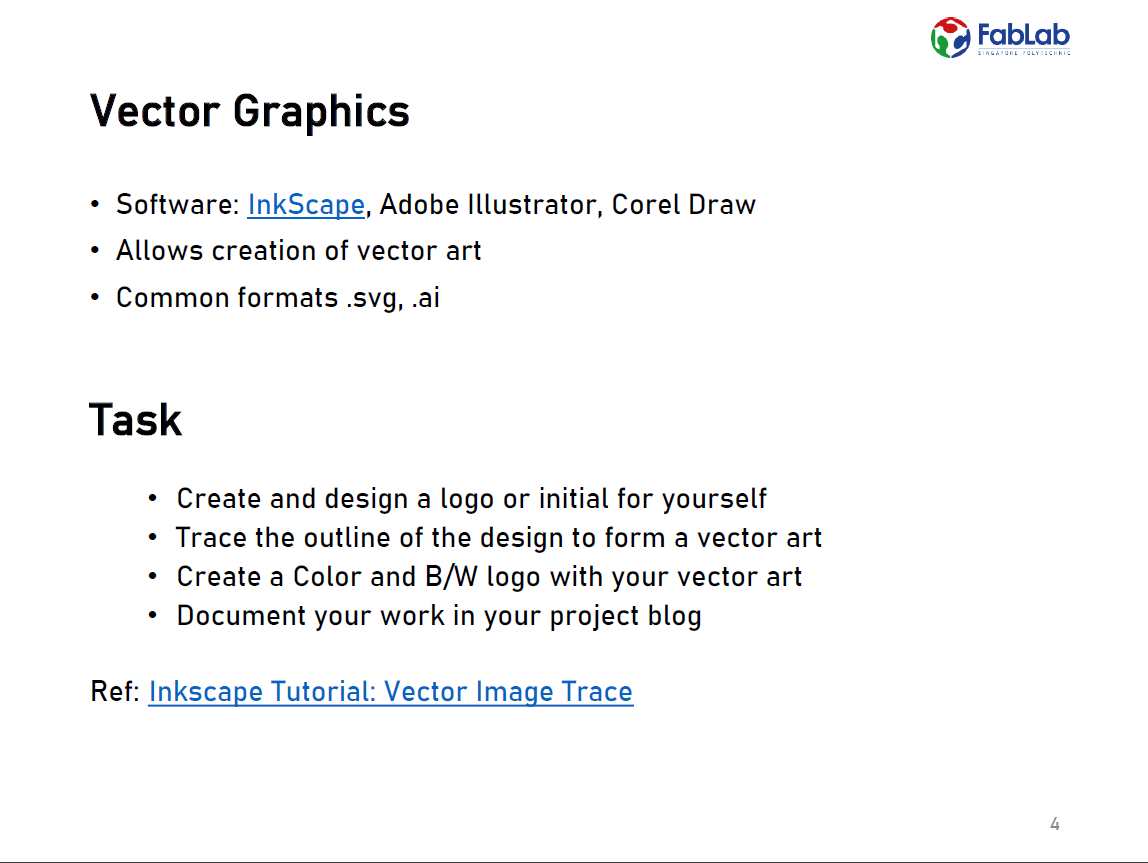 FabLab
SINGAPORE POLYTECHNIC
Vector Graphics
• Software: InkScape, Adobe Illustrator, Corel Draw
• Allows creation of vector art
• Common formats .svg, .ai
Task
• Create and design a logo or initial for yourself
• Trace the outline of the design to form a vector art
• Create a Color and B/W logo with your vector art
• Document your work in your project blog
Ref: Inkscape Tutorial: Vector Image Trace
4